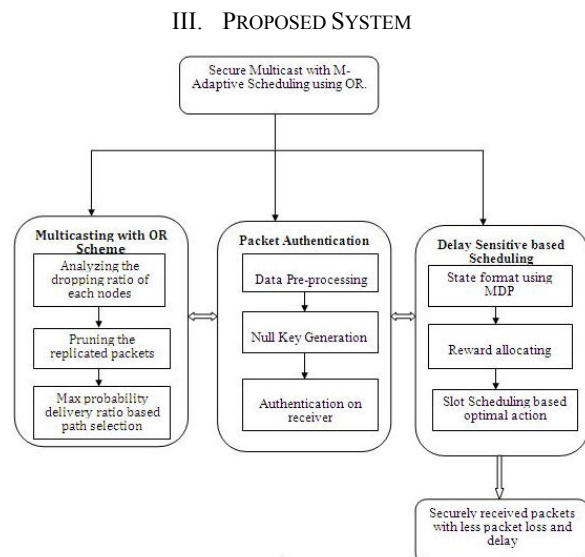 III. PROPOSED SYSTEM
Secure Multicast with M-
Adaptive Scheduling using OR.
Multicasting with OR
Scheme
Analyzing the
dropping ratio of
each nodes
Pruning the
replicated packets
Max probability
delivery ratio based
path selection
Packet Authentication
Data Pre-processing
Null Key Generation
Authentication on
receiver
Delay Sensitive based
Scheduling
State format using
MDP
Reward allocating
Slot Scheduling based
optimal action
Securely received packets
with less packet loss and
delay